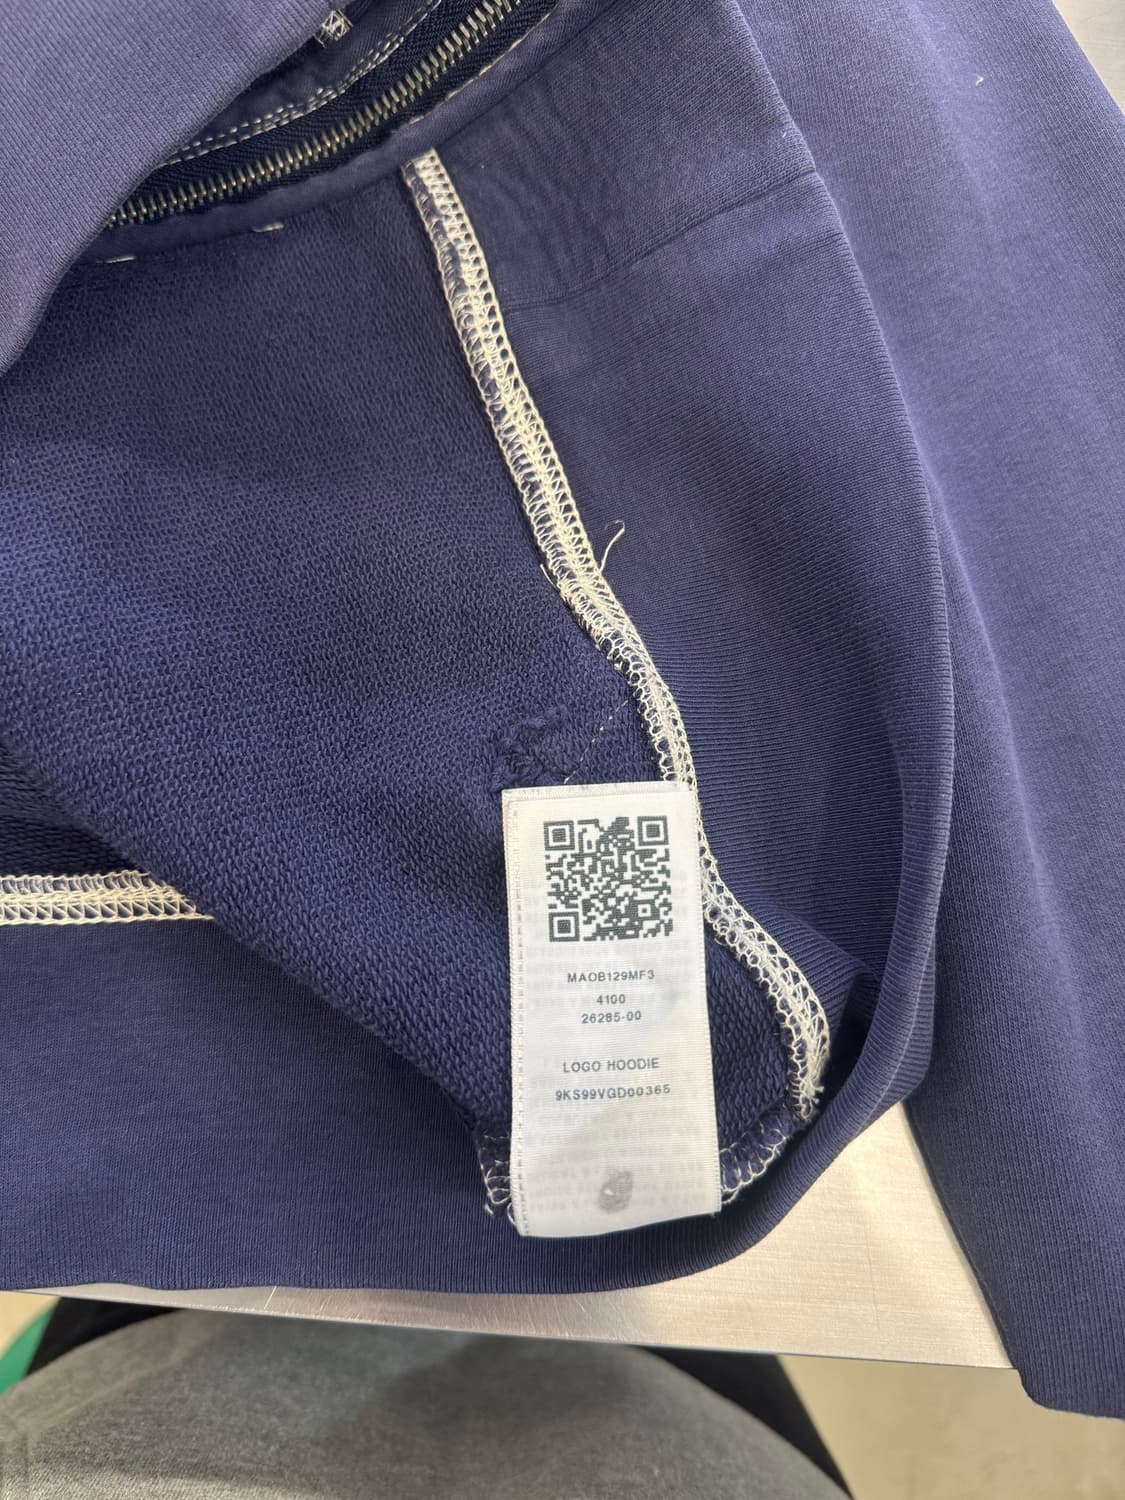 MAOB129MF3
4100
26285-00
LOGO HOODIE
9KS99VGD00365